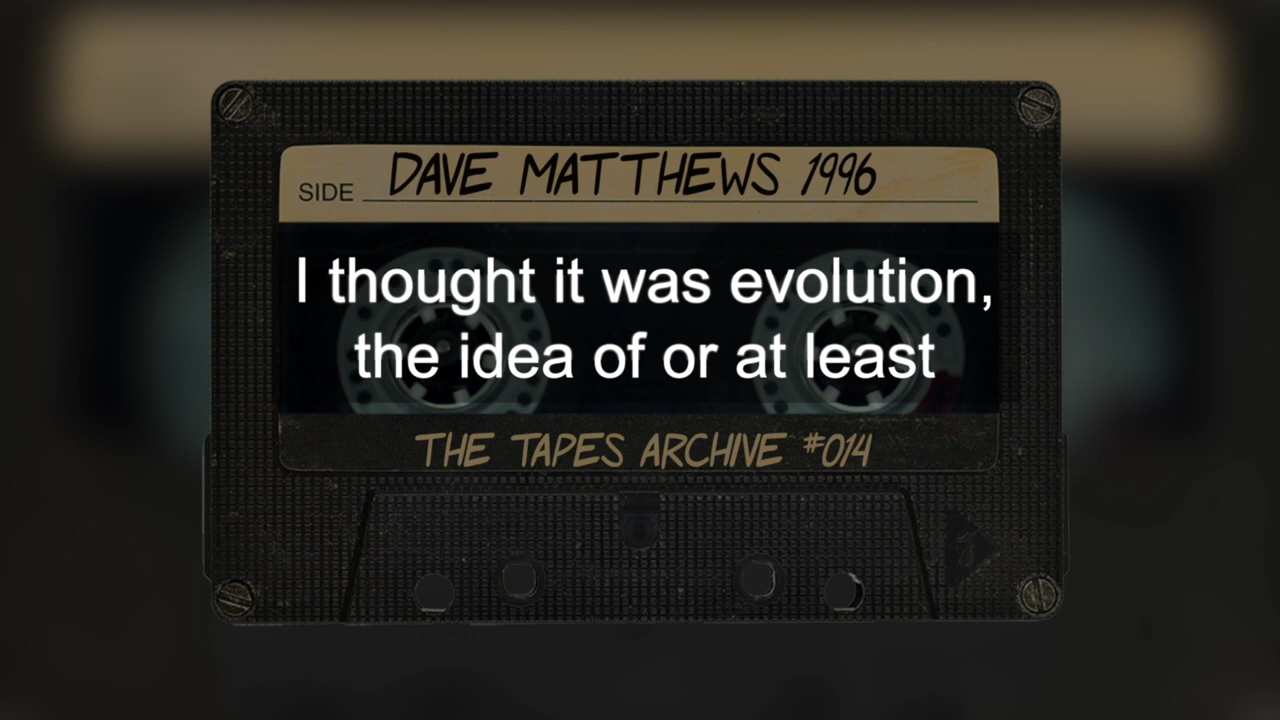 DAVE MATTHEWS 1996
SIDE
I thought it was evolution,
the idea of or at least
THE TAPES ARCHIVE #014